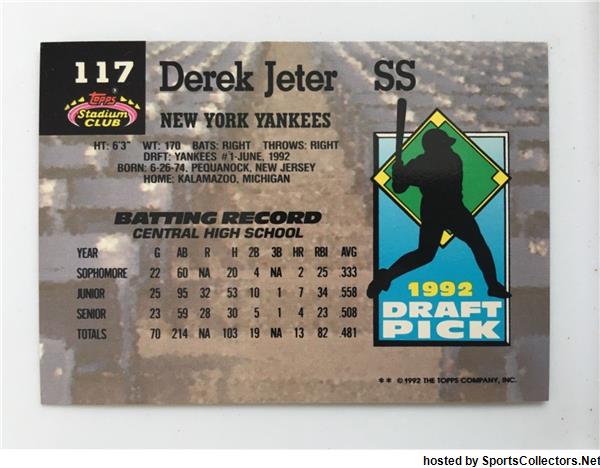 117
Topps
Stadium
CLUB
Derek Jeter SS
NEW YORK YANKEES
HT: 6'3" WT: 170 BATS: RIGHT THROWS: RIGHT
DRFT: YANKEES #1-JUNE, 1992
BORN: 6-26-74, PEQUANOCK, NEW JERSEY
HOME: KALAMAZOO, MICHIGAN
BATTING RECORD
CENTRAL HIGH SCHOOL
YEAR G AB R H 2B 3B HR RBI AVG
SOPHOMORE 22 60 NA 20 4 NA 2 25 .333
JUNIOR 25 95 32 53 10 1 7 34 .558
SENIOR 23 59 28 30 5 1 4 23 .508
TOTALS 70 214 NA 103 19 NA 13 82 .481
1992
DRAFT
PICK
** © 1992 THE TOPPS COMPANY, INC.
hosted by SportsCollectors.Net